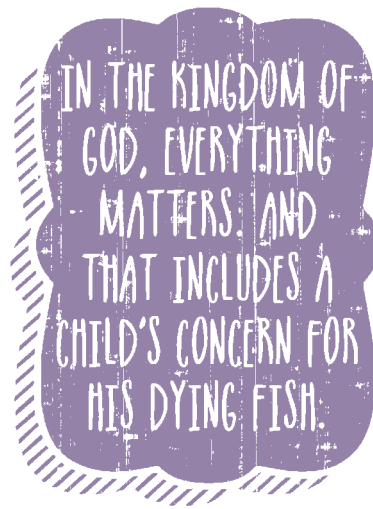 IN THE KINGDOM OF
GOD, EVERYTHING
MATTERS. AND
THAT INCLUDES A
CHILD'S CONCERN FOR
HIS DYING FISH.